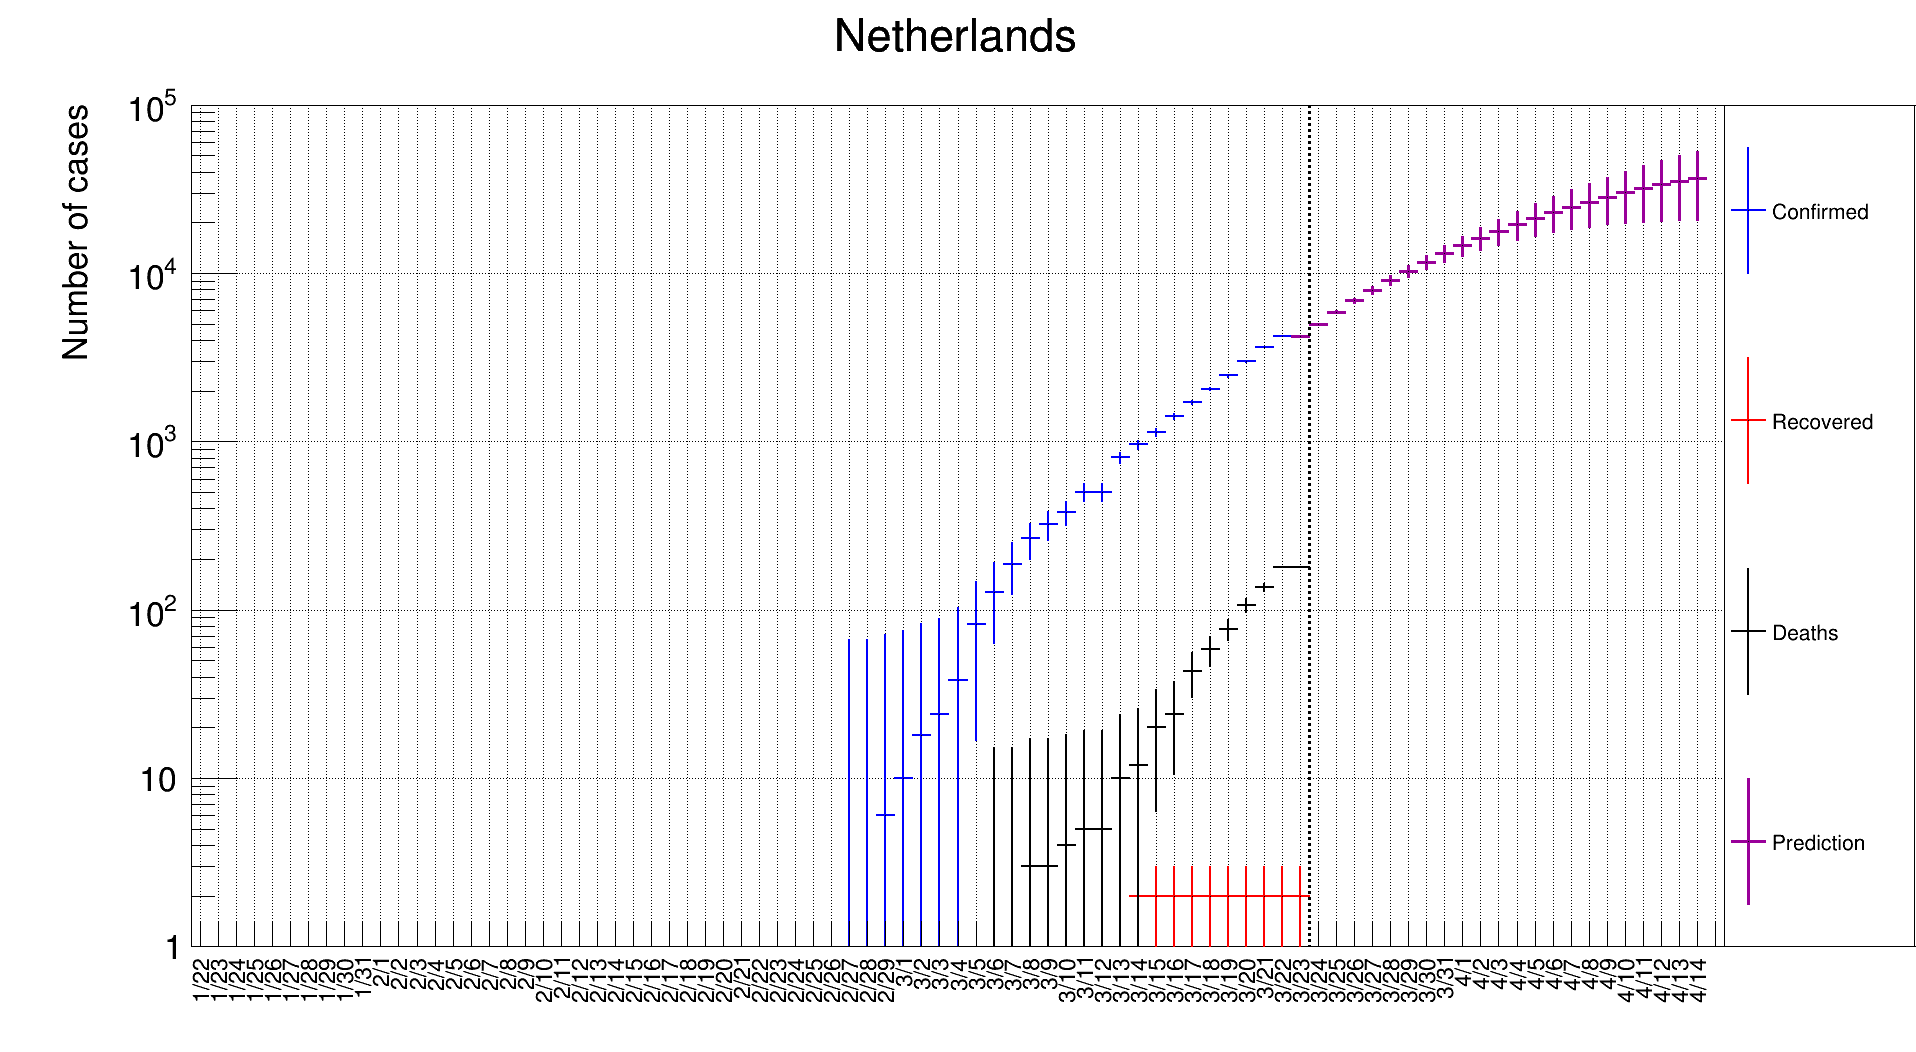 Netherlands
Number of cases
10^5
10^4
10^3
10^2
10
1
1/22 1/23 1/24 1/25 1/26 1/27 1/28 1/29 1/30 1/31 2/1 2/2 2/3 2/4 2/5 2/6 2/7 2/8 2/9 2/10 2/11 2/12 2/13 2/14 2/15 2/16 2/17 2/18 2/19 2/20 2/21 2/22 2/23 2/24 2/25 2/26 2/27 2/28 2/29 3/1 3/2 3/3 3/4 3/5 3/6 3/7 3/8 3/9 3/10 3/11 3/12 3/13 3/14 3/15 3/16 3/17 3/18 3/19 3/20 3/21 3/22 3/23 3/24 3/25 3/26 3/27 3/28 3/29 3/30 3/31 4/1 4/2 4/3 4/4 4/5 4/6 4/7 4/8 4/9 4/10 4/11 4/12 4/13 4/14
Confirmed
Recovered
Deaths
Prediction